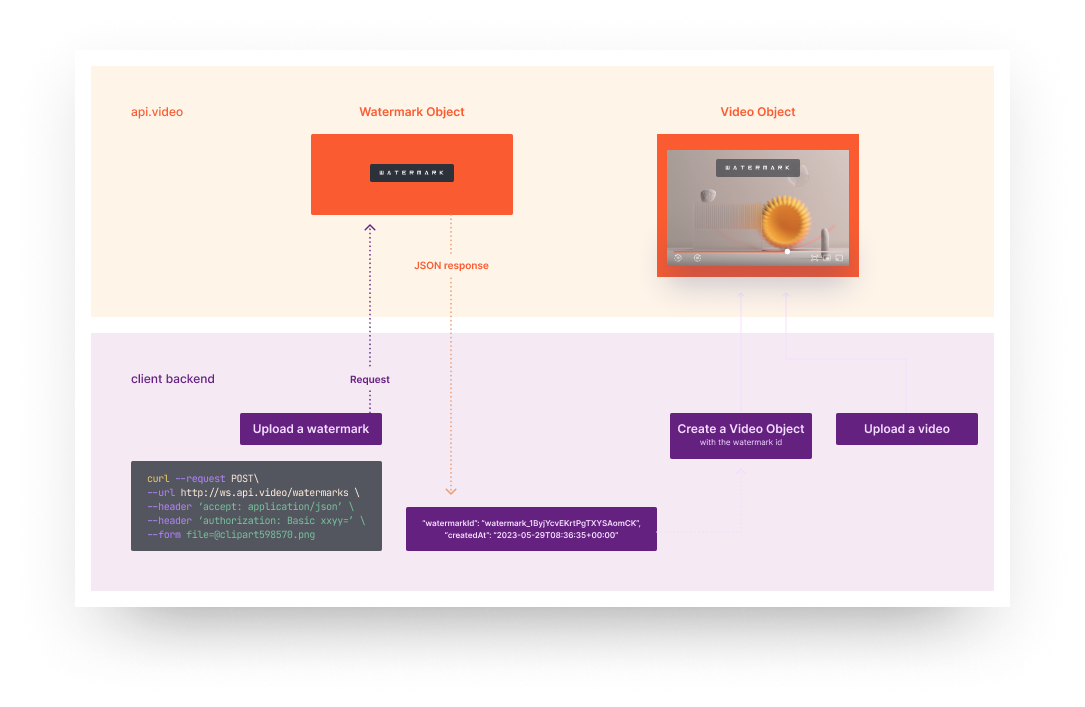 api.video
Watermark Object
Video Object
WATERMARK
WATERMARK
JSON response
client backend
Request
Upload a watermark
Create a Video Object
with the watermark id
Upload a video
curl --request POST\
--url http://ws.api.video/watermarks \
--header ‘accept: application/json’ \
--header ‘authorization: Basic xxyy=’ \
--form file=@clipart598570.png
"watermarkId": "watermark_1ByjYcvEKrtPgTXYSAomCK",
"createdAt": "2023-05-29T08:36:35+00:00"